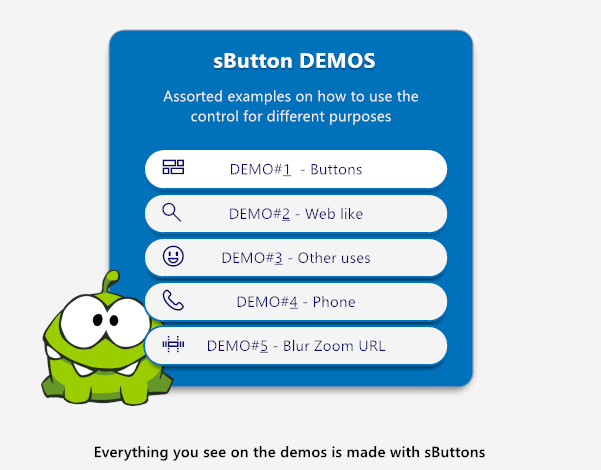 sButton DEMOS
Assorted examples on how to use the
control for different purposes
DEMO#1 - Buttons
DEMO#2 - Web like
DEMO#3 - Other uses
DEMO#4 - Phone
DEMO#5 - Blur Zoom URL
Everything you see on the demos is made with sButtons